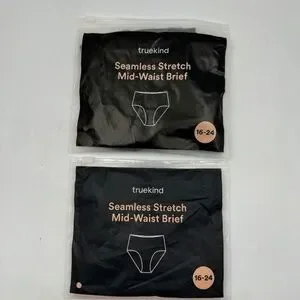 truekind
Seamless Stretch
Mid-Waist Brief
16-24
truekind
Seamless Stretch
Mid-Waist Brief
16-24